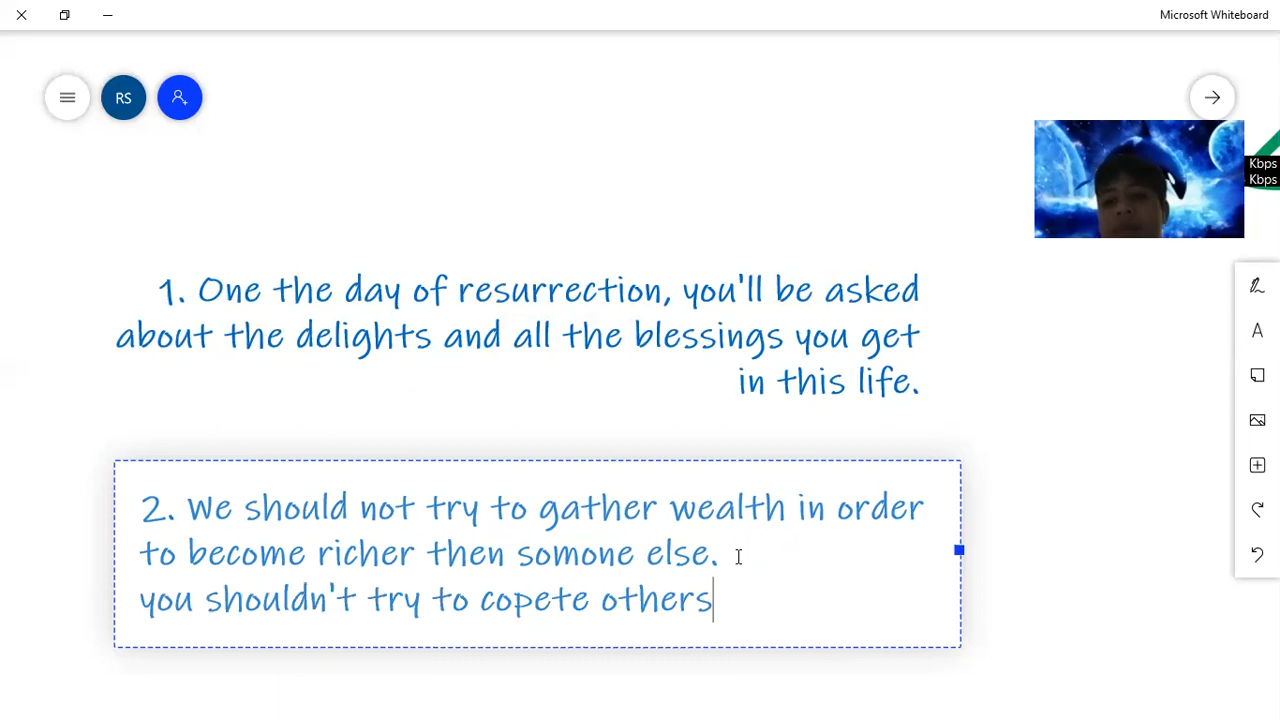 Microsoft Whiteboard
RS
Kbps
Kbps
1. One the day of resurrection, you'll be asked
about the delights and all the blessings you get
in this life.
2. We should not try to gather wealth in order
to become richer then somone else.
you shouldn't try to copete others
A